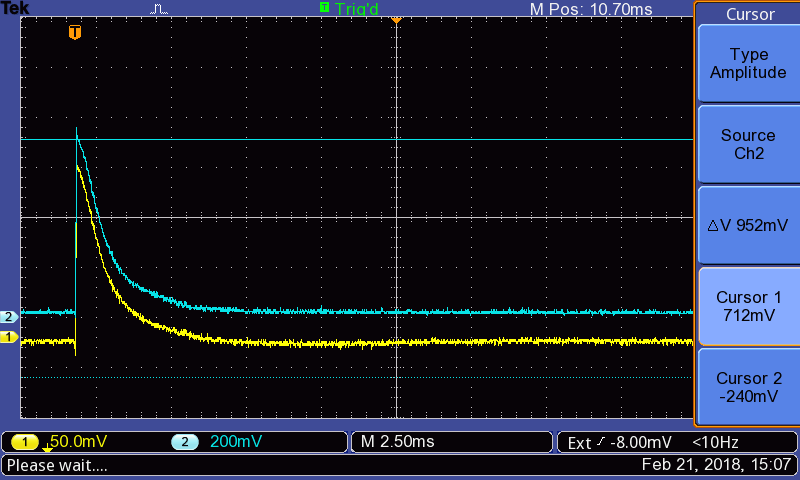 Tek
T Trig'd
M Pos: 10.70ms
Cursor
T
Type
Amplitude
Source
Ch2
△V 952mV
Cursor 1
712mV
Cursor 2
-240mV
2
1
1 50.0mV
2 200mV
M 2.50ms
Ext -8.00mV
<10Hz
Please wait....
Feb 21, 2018, 15:07